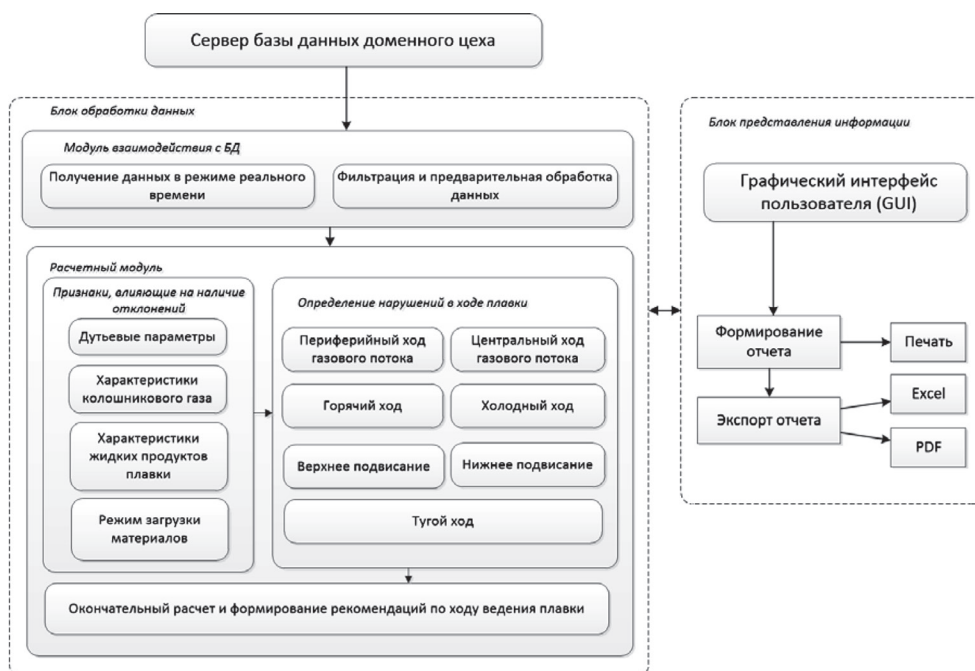 Сервер базы данных доменного цеха
Блок обработки данных
Модуль взаимодействия с БД
Получение данных в режиме реального
времени
Фильтрация и предварительная обработка
данных
Расчетный модуль
Признаки, влияющие на наличие
отклонений
Дутьевые параметры
Характеристики
колошникового газа
Характеристики
жидких продуктов
плавки
Режим загрузки
материалов
Определение нарушений в ходе плавки
Периферийный ход
газового потока
Центральный ход
газового потока
Горячий ход
Холодный ход
Верхнее подвисание
Нижнее подвисание
Тугой ход
Окончательный расчет и формирование рекомендаций по ходу ведения плавки
Блок представления информации
Графический интерфейс
пользователя (GUI)
Формирование
отчета
Печать
Экспорт отчета
Excel
PDF